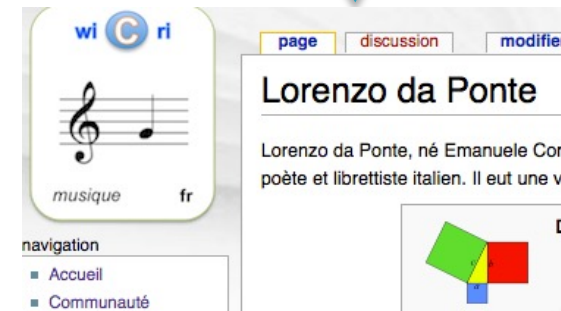 wi C ri
musique fr
navigation
Accueil
Communauté
page discussion modifier
Lorenzo da Ponte
Lorenzo da Ponte, né Emanuele Cor
poète et librettiste italien. Il eut une v
D
c b
a